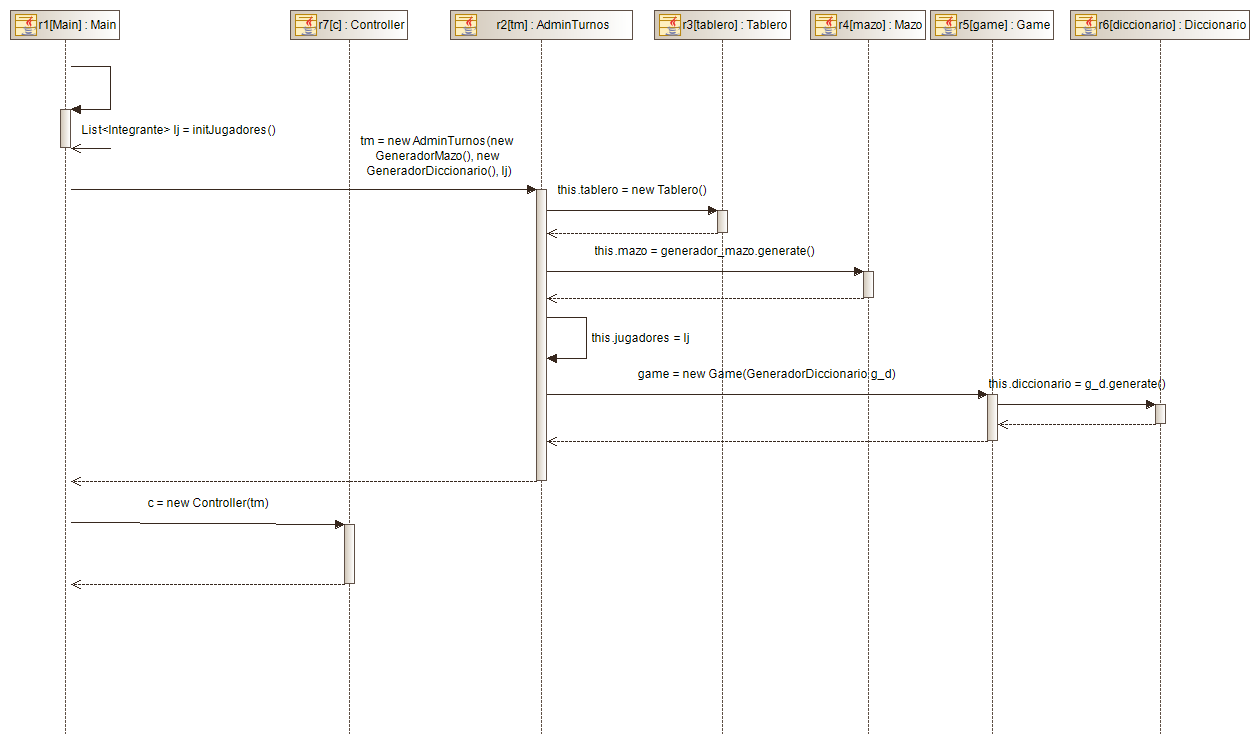 r1[Main] : Main
r7[c] : Controller
r2[tm] : AdminTurnos
r3[tablero] : Tablero
r4[mazo] : Mazo
r5[game] : Game
r6[diccionario] : Diccionario
List<Integrante> lj = initJugadores()
tm = new AdminTurnos(new
GeneradorMazo(), new
GeneradorDiccionario(), lj)
this.tablero = new Tablero()
this.mazo = generador_mazo.generate()
this.jugadores = lj
game = new Game(GeneradorDiccionario g_d)
this.diccionario = g_d.generate()
c = new Controller(tm)